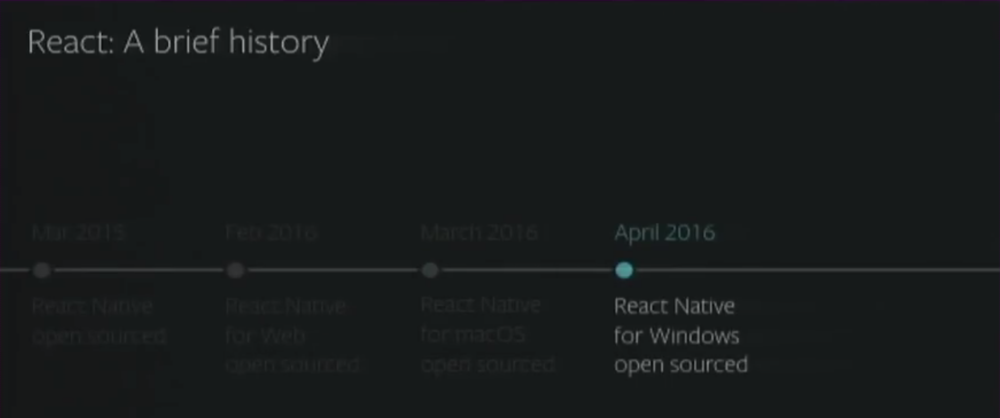 React: A brief history
Mar 2015
Feb 2016
March 2016
April 2016
React Native
open sourced
React Native
for Web
open sourced
React Native
for macOS
open sourced
React Native
for Windows
open sourced